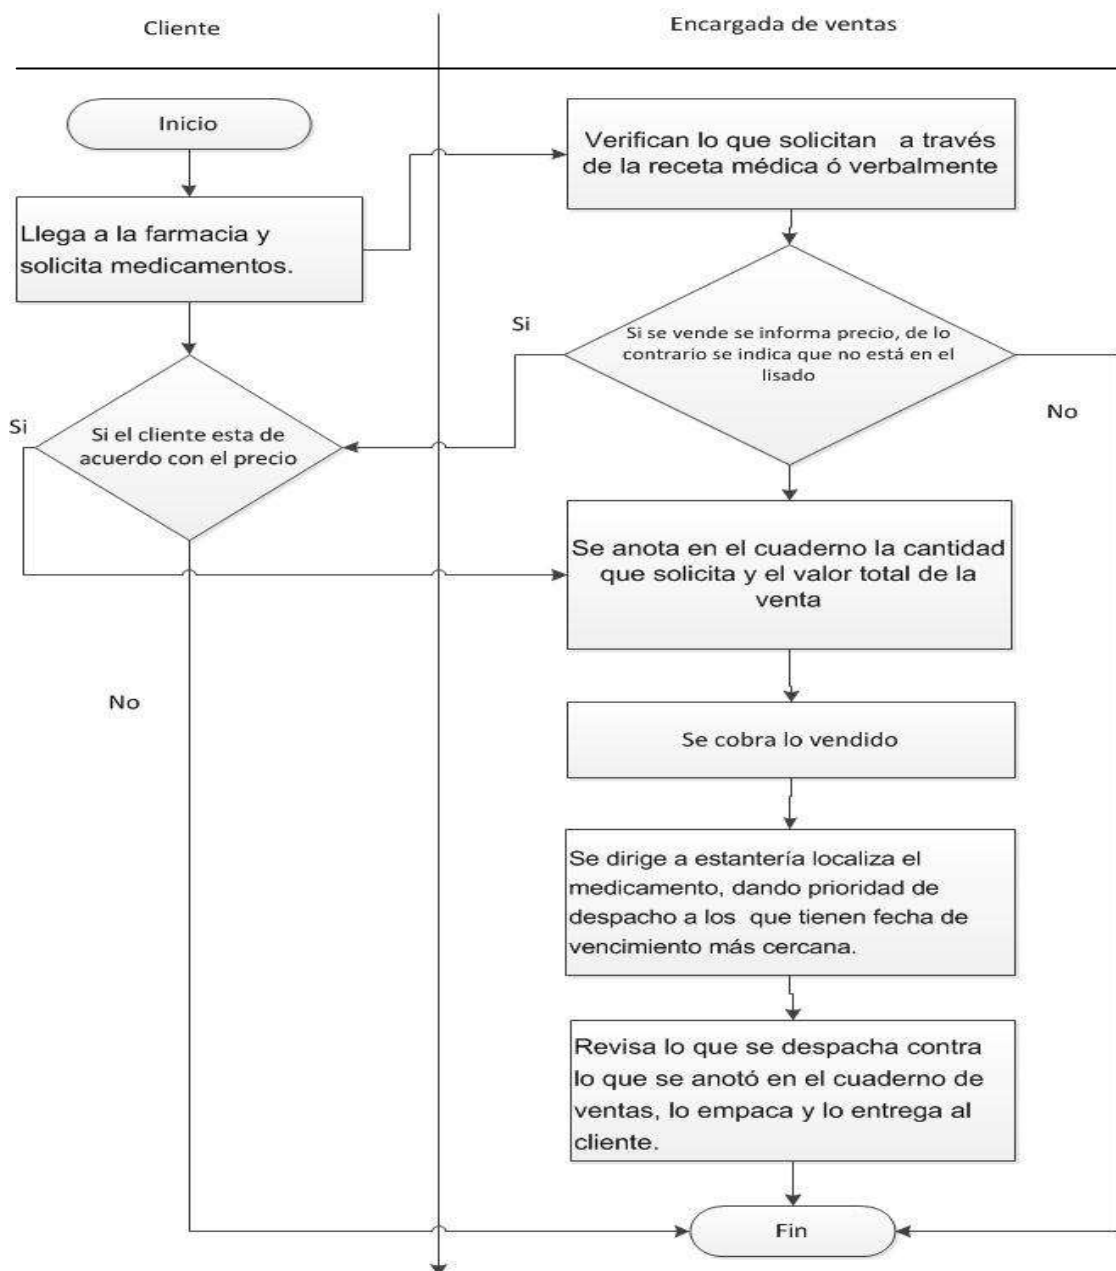 Cliente
Encargada de ventas
Inicio
Verifican lo que solicitan a través
de la receta médica ó verbalmente
Llega a la farmacia y
solicita medicamentos.
Si
Si se vende se informa precio, de lo
contrario se indica que no está en el
lisado
No
Si
Si el cliente esta de
acuerdo con el precio
Se anota en el cuaderno la cantidad
que solicita y el valor total de la
venta
No
Se cobra lo vendido
Se dirige a estantería localiza el
medicamento, dando prioridad de
despacho a los que tienen fecha de
vencimiento más cercana.
Revisa lo que se despacha contra
lo que se anotó en el cuaderno de
ventas, lo empaca y lo entrega al
cliente.
Fin